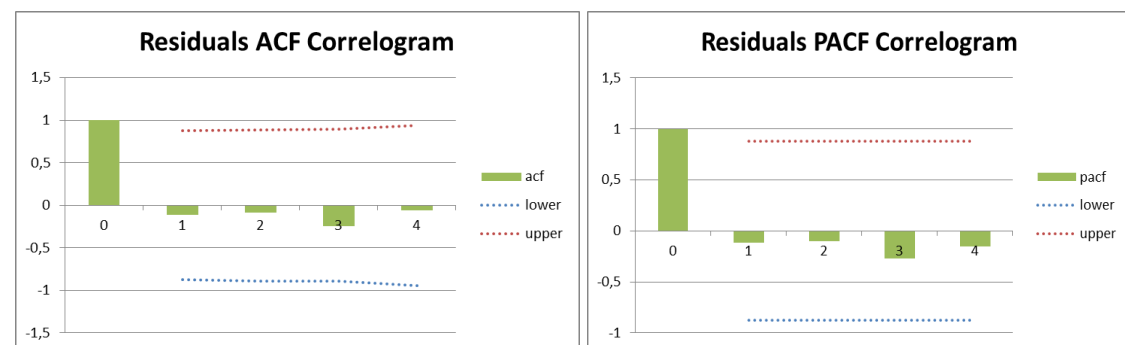 Residuals ACF Correlogram
1,5
1
0,5
0
-0,5
-1
-1,5
0 1 2 3 4
acf
lower
upper
Residuals PACF Correlogram
1,5
1
0,5
0
-0,5
-1
0 1 2 3 4
pacf
lower
upper